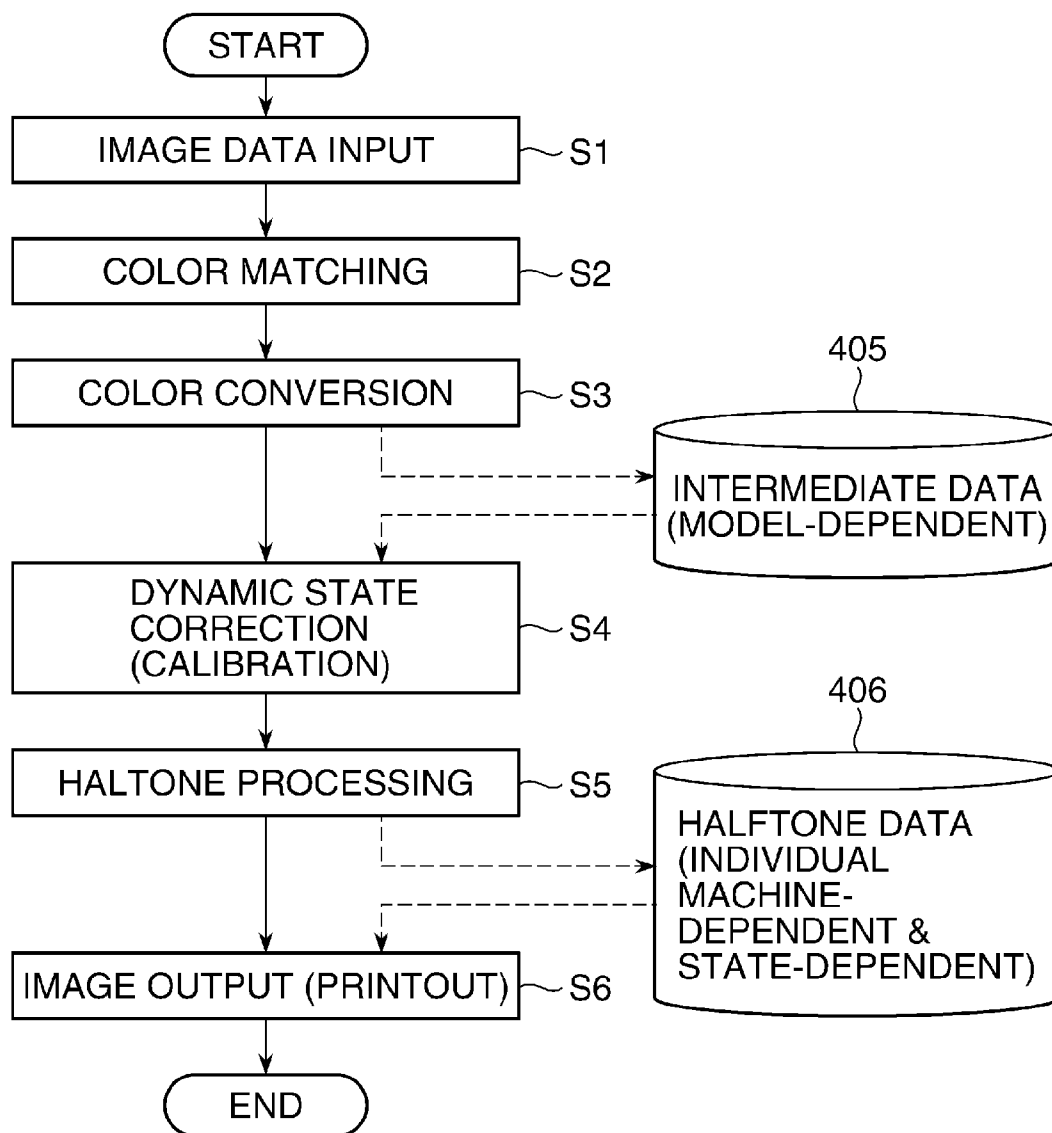 START
IMAGE DATA INPUT
S1
COLOR MATCHING
S2
COLOR CONVERSION
S3
405
INTERMEDIATE DATA
(MODEL-DEPENDENT)
DYNAMIC STATE
CORRECTION
(CALIBRATION)
S4
HALTONE PROCESSING
S5
406
HALFTONE DATA
(INDIVIDUAL
MACHINE-
DEPENDENT &
STATE-DEPENDENT)
IMAGE OUTPUT (PRINTOUT)
S6
END